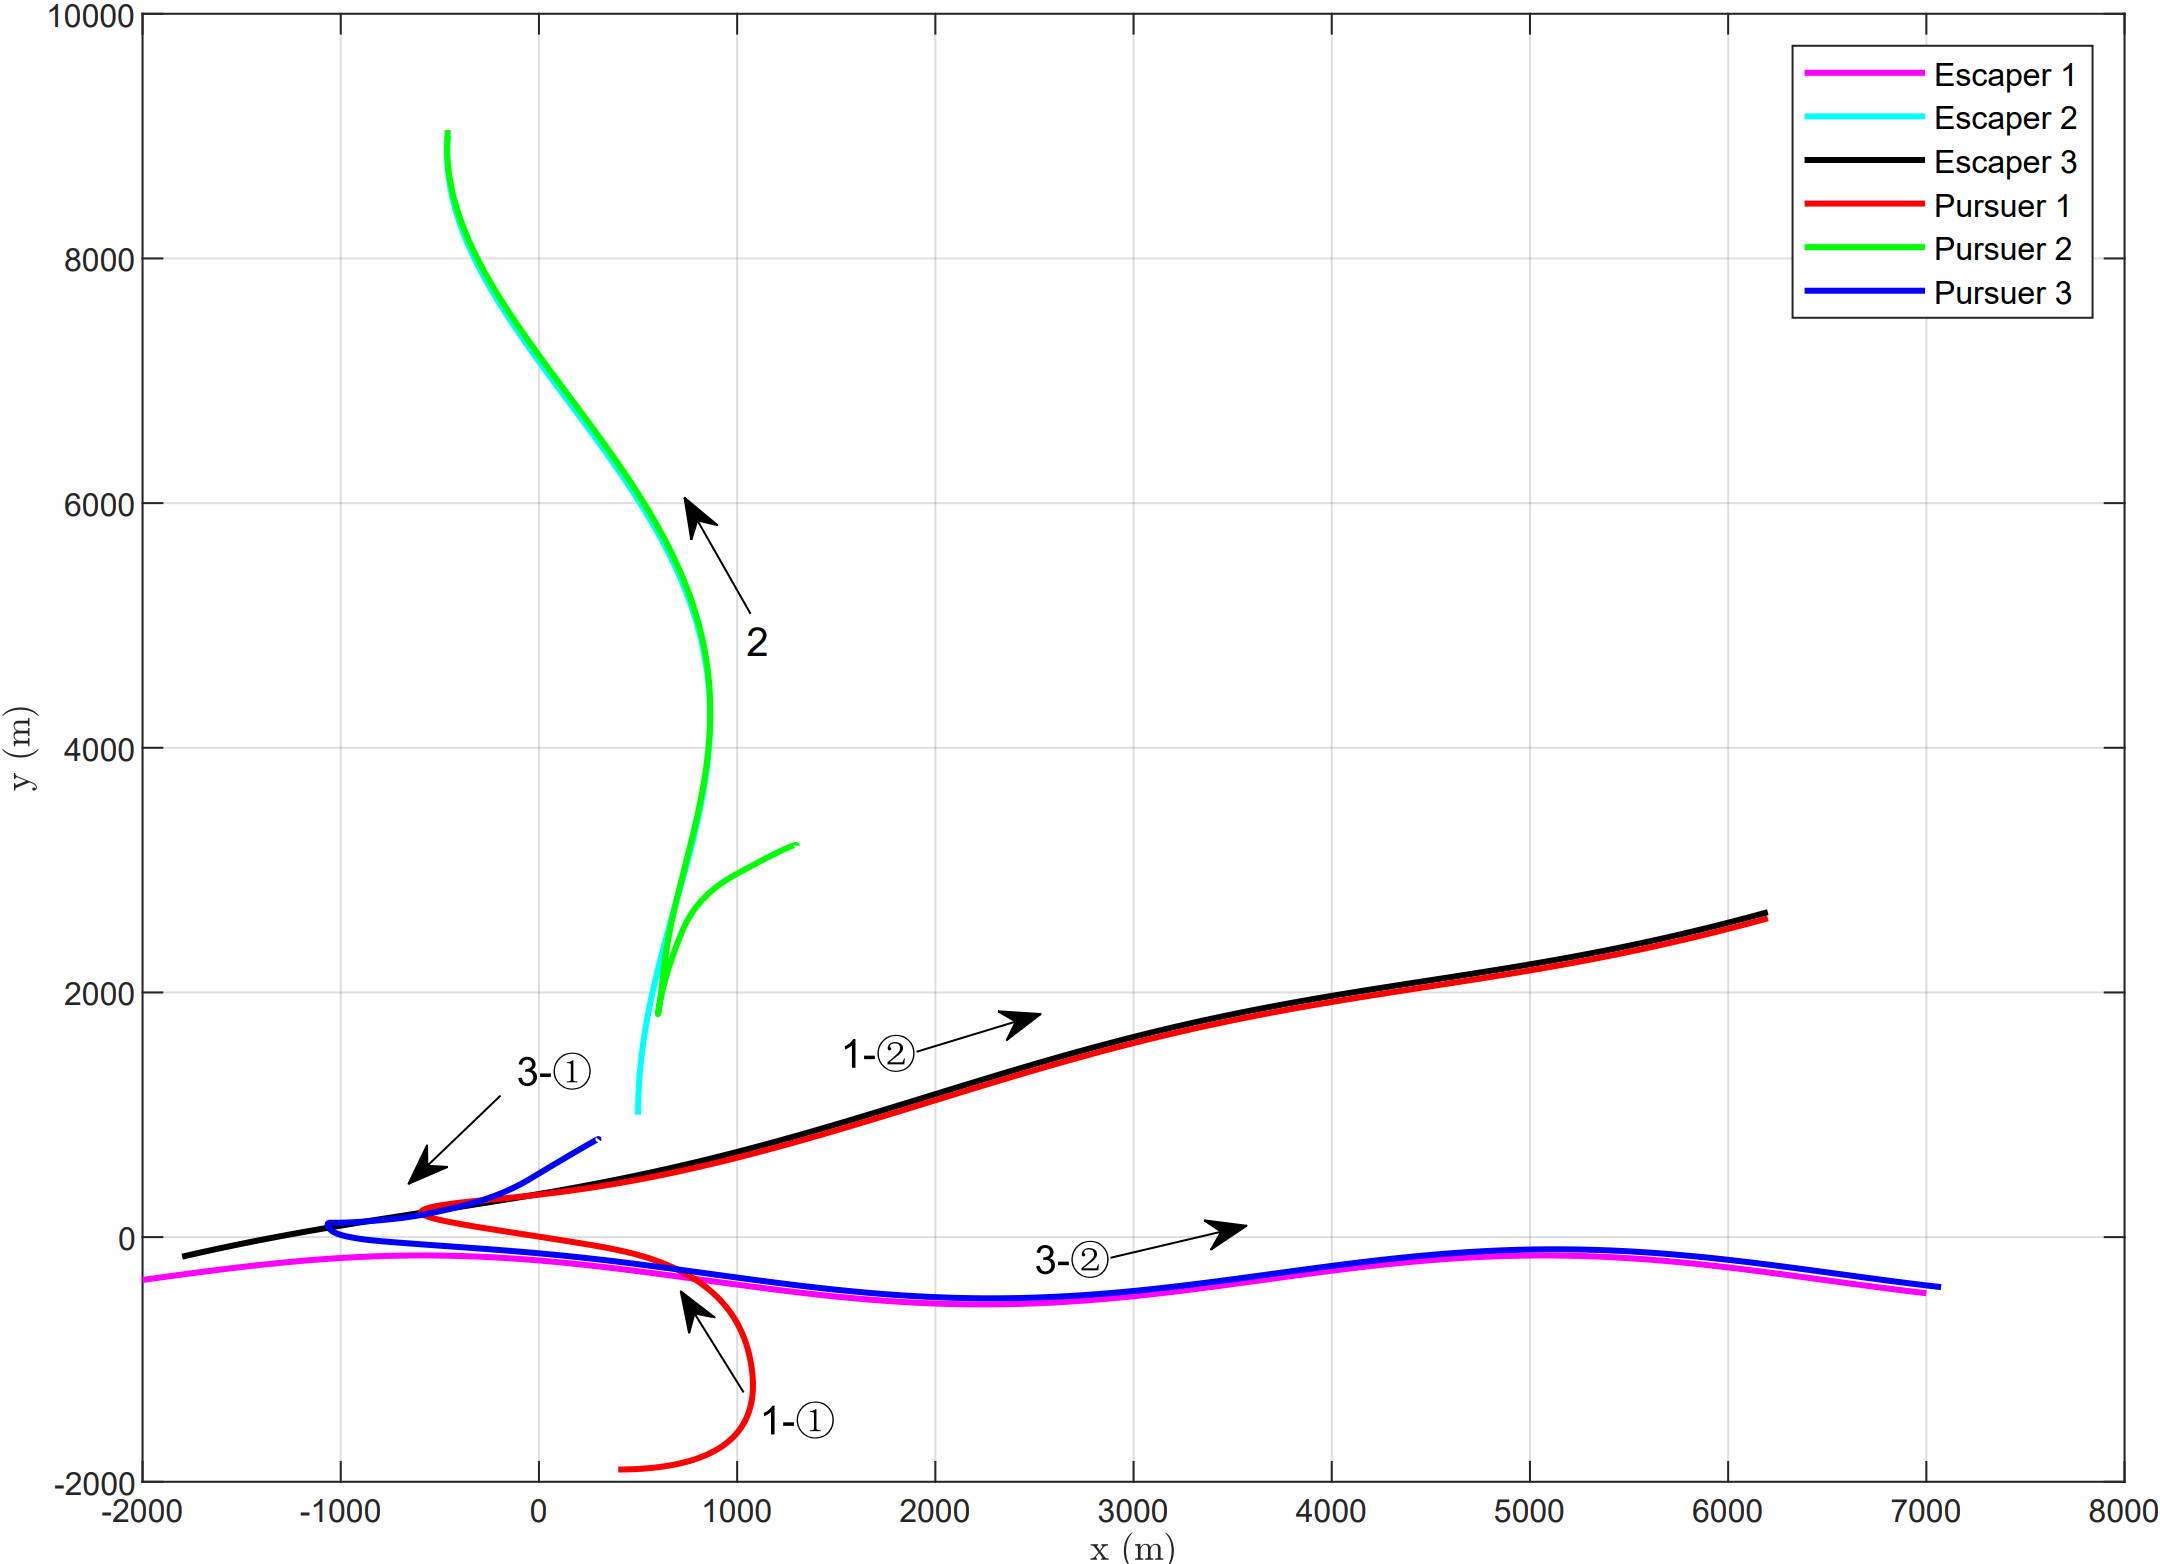 10000
8000
6000
4000
2000
0
-2000
y (m)
Escaper 1
Escaper 2
Escaper 3
Pursuer 1
Pursuer 2
Pursuer 3
2
1-②
3-①
3-②
1-①
-2000 -1000 0 1000 2000 3000 4000 5000 6000 7000 8000
x (m)